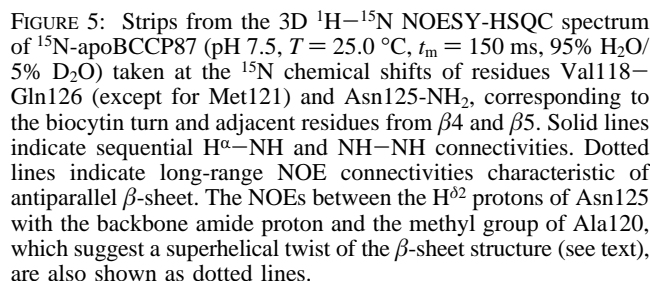 FIGURE 5: Strips from the 3D ¹H−¹⁵N NOESY-HSQC spectrum
of ¹⁵N-apoBCCP87 (pH 7.5, T = 25.0 °C, tₘ = 150 ms, 95% H₂O/
5% D₂O) taken at the ¹⁵N chemical shifts of residues Val118−
Gln126 (except for Met121) and Asn125-NH₂, corresponding to
the biocytin turn and adjacent residues from β4 and β5. Solid lines
indicate sequential Hᵅ−NH and NH−NH connectivities. Dotted
lines indicate long-range NOE connectivities characteristic of
antiparallel β-sheet. The NOEs between the Hᵟ² protons of Asn125
with the backbone amide proton and the methyl group of Ala120,
which suggest a superhelical twist of the β-sheet structure (see text),
are also shown as dotted lines.